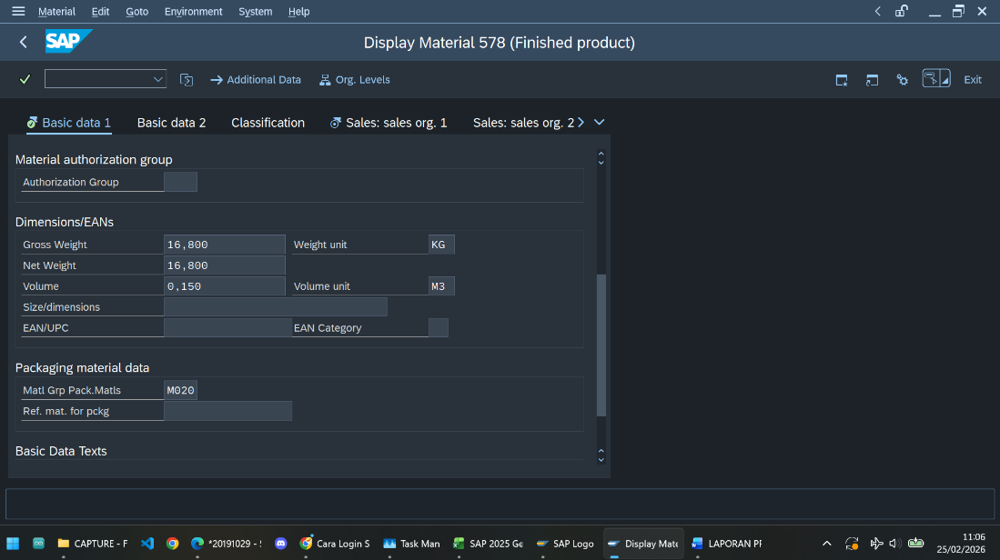 Material Edit Goto Environment System Help
SAP Display Material 578 (Finished product)
Additional Data Org. Levels Exit
Basic data 1 Basic data 2 Classification Sales: sales org. 1 Sales: sales org. 2
Material authorization group
Authorization Group
Dimensions/EANs
Gross Weight 16,800 Weight unit KG
Net Weight 16,800
Volume 0,150 Volume unit M3
Size/dimensions
EAN/UPC EAN Category
Packaging material data
Matl Grp Pack.Matls M020
Ref. mat. for pckg
Basic Data Texts
CAPTURE - F *20191029 - S Cara Login S Task Man SAP 2025 Ge SAP Logo Display Mate LAPORAN PF 11:06
25/02/2026